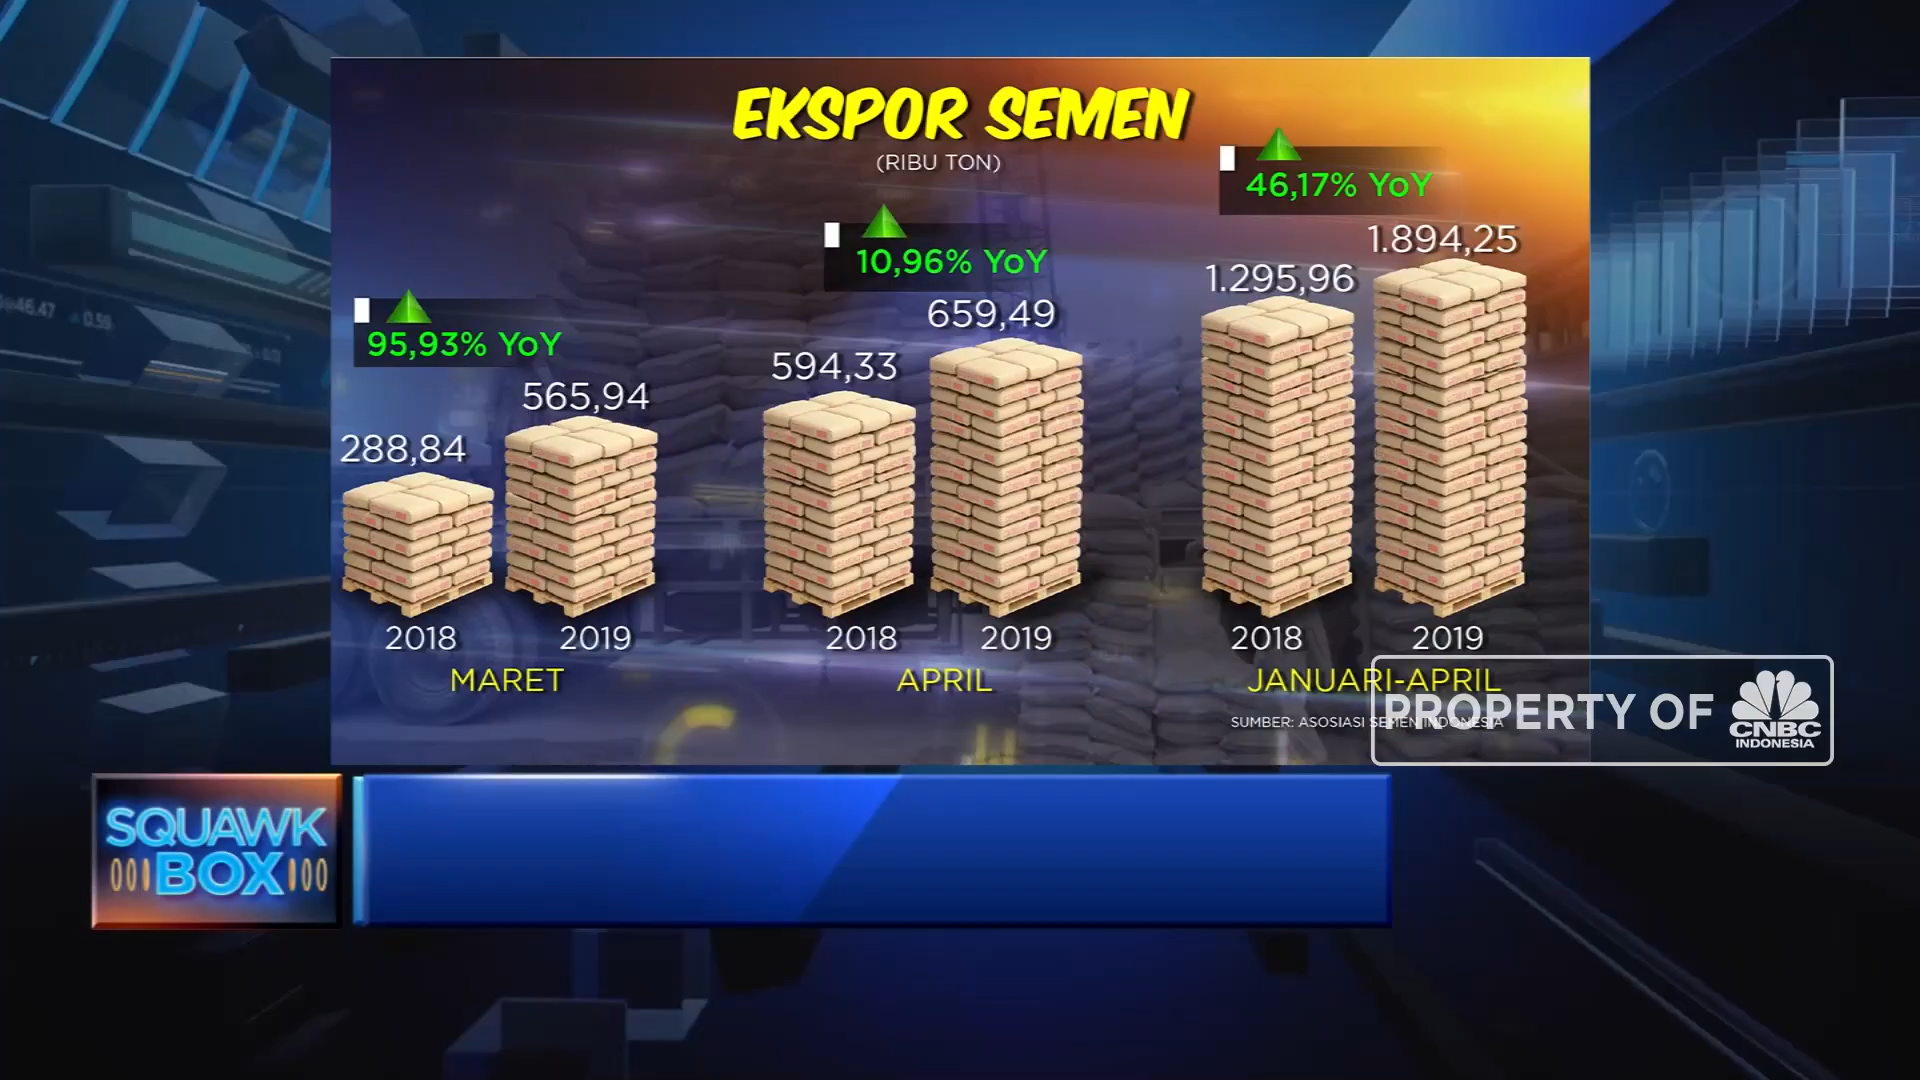 EKSPOR SEMEN
(RIBU TON)
95,93% YoY
10,96% YoY
46,17% YoY
288,84
565,94
594,33
659,49
1.295,96
1.894,25
2018
2019
2018
2019
2018
2019
MARET
APRIL
JANUARI-APRIL
SUMBER: ASOSIASI SEMEN INDONESIA
PROPERTY OF
CNBC
INDONESIA
SQUAWK
BOX